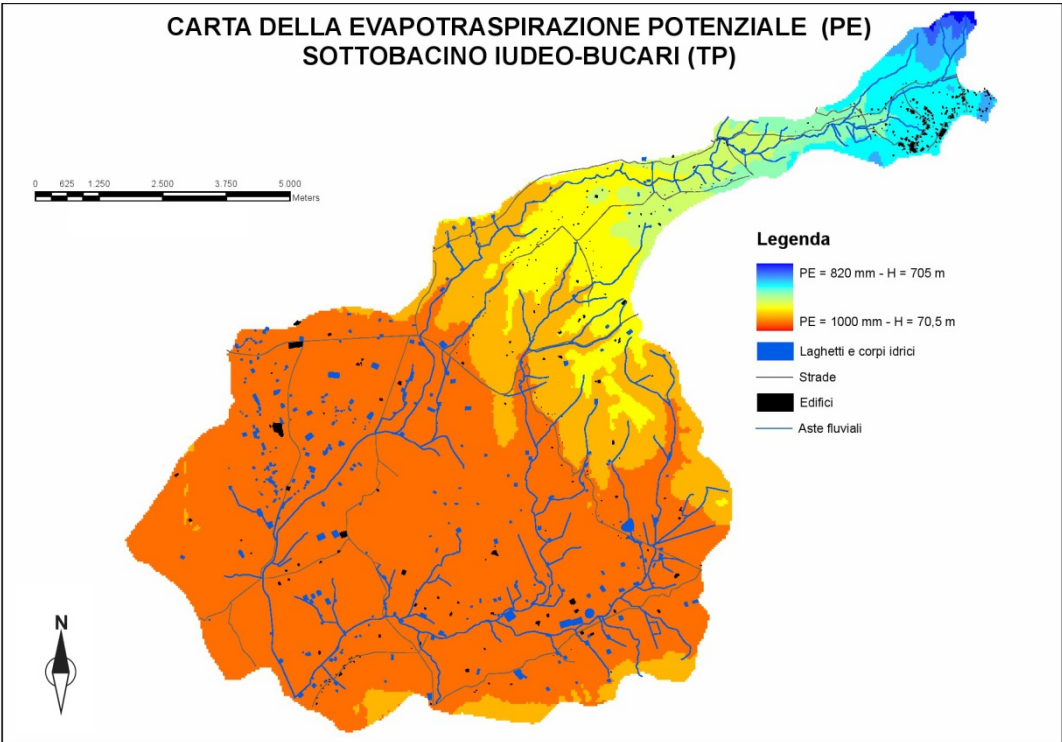 CARTA DELLA EVAPOTRASPIRAZIONE POTENZIALE (PE)
SOTTOBACINO IUDEO-BUCARI (TP)
0 625 1.250 2.500 3.750 5.000
Meters
Legenda
PE = 820 mm - H = 705 m
PE = 1000 mm - H = 70,5 m
Laghetti e corpi idrici
Strade
Edifici
Aste fluviali
N